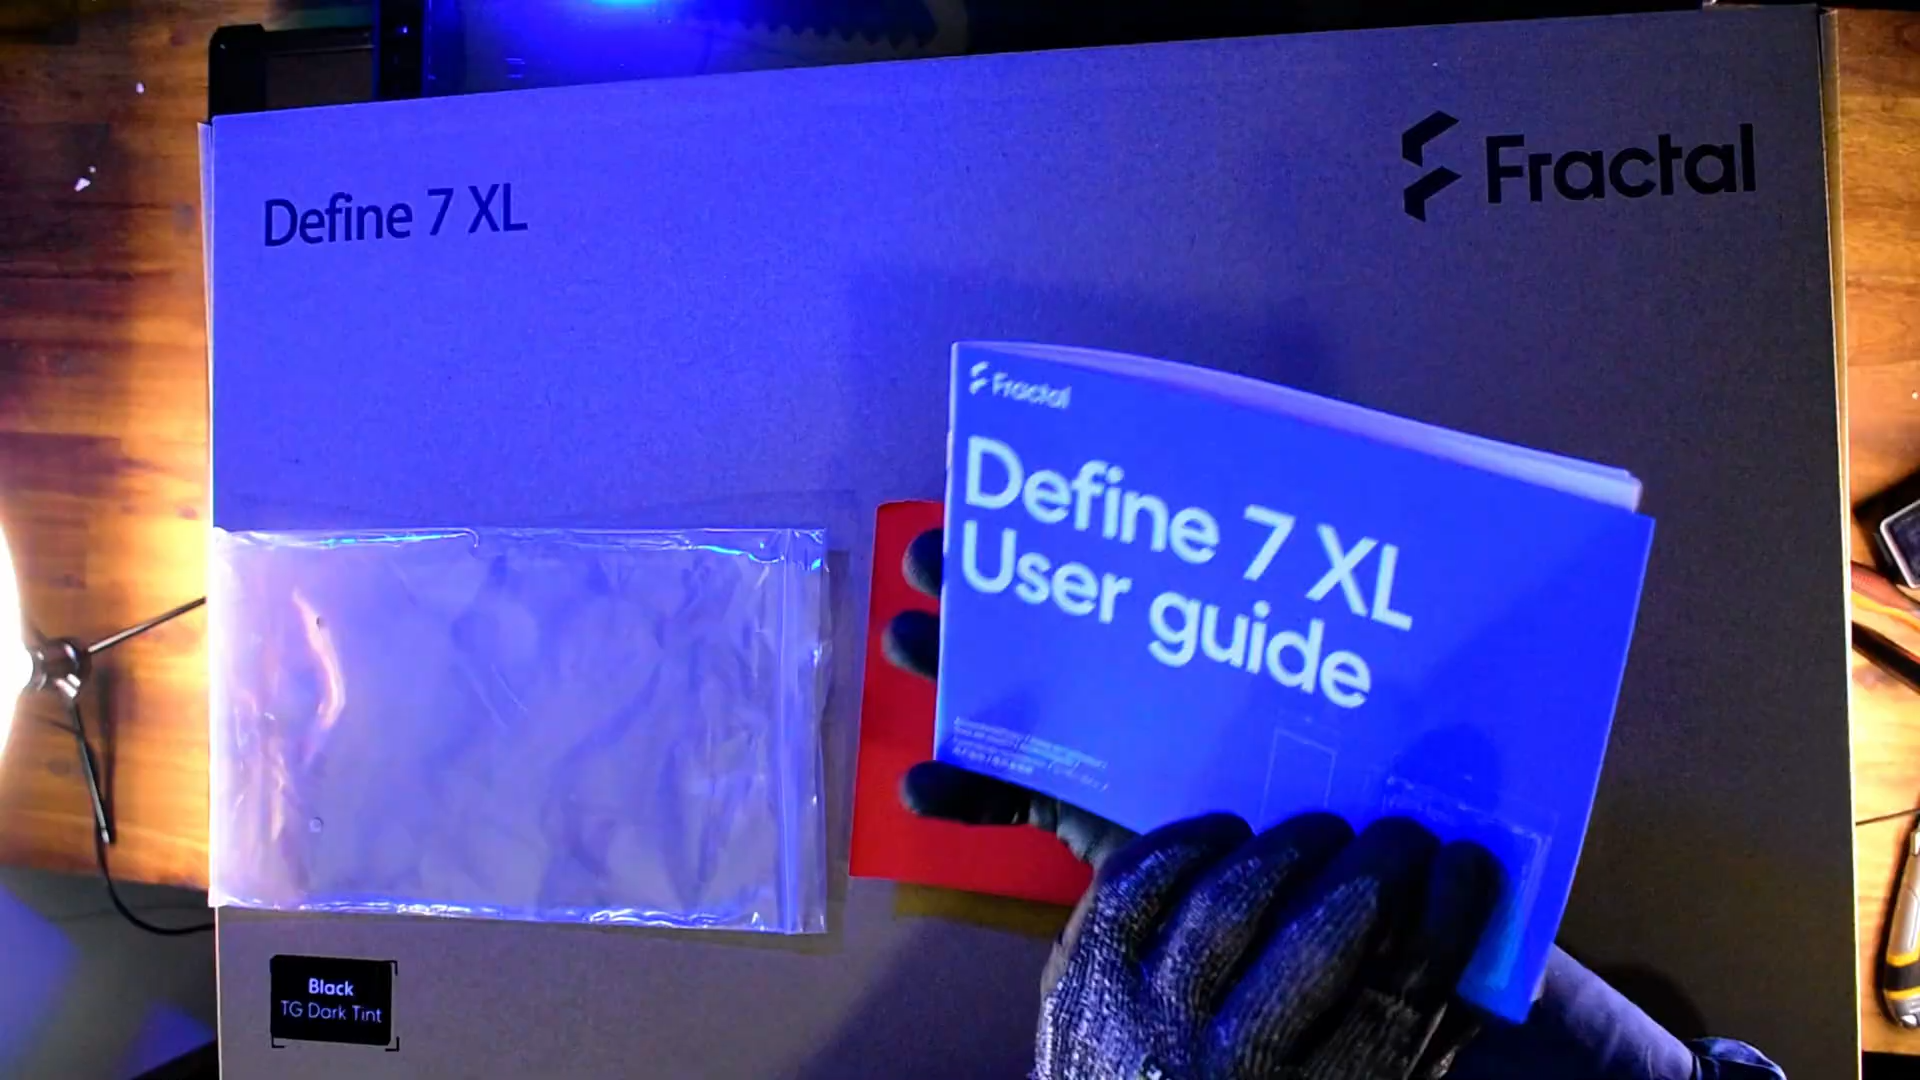 Define 7 XL
Fractal
Fractal
Define 7 XL
User guide
Black
TG Dark Tint